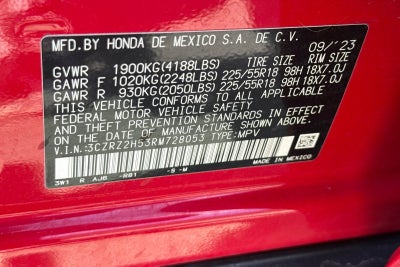 MFD.BY HONDA DE MEXICO S.A. DE C.V.
09/'23
TIRE SIZE RIM SIZE
GVWR 1900KG(4188LBS)
GAWR F 1020KG(2248LBS) 225/55R18 98H 18X7.0J
GAWR R 930KG(2050LBS) 225/55R18 98H 18X7.0J
THIS VEHICLE CONFORMS TO ALL APPLICABLE
FEDERAL MOTOR VEHICLE SAFETY
AND THEFT PREVENTION STANDARDS IN EFFECT
ON THE DATE OF MANUFACTURE SHOWN ABOVE.
V.I.N.:3CZRZ2H53RM728053 TYPE:MPV
MADE IN MEXICO
3W1 R AJB -R81 -S -M